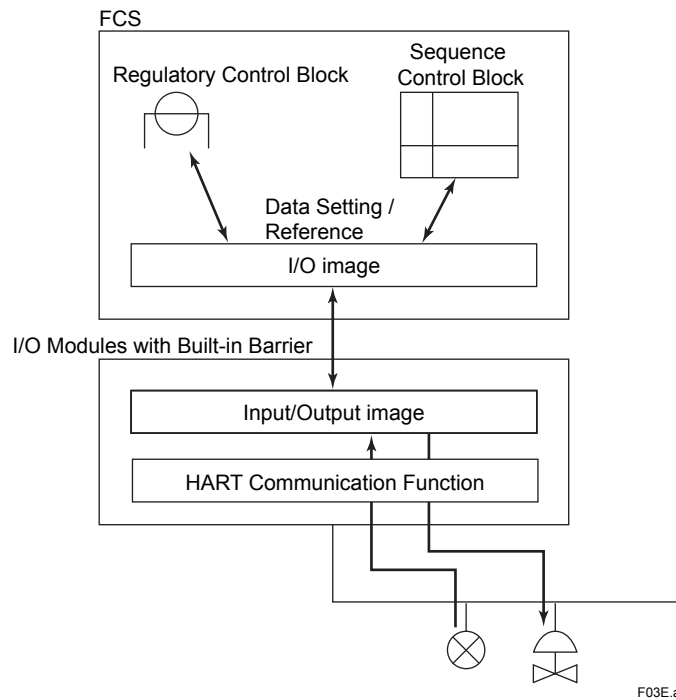 FCS
Regulatory Control Block
Sequence
Control Block
Data Setting /
Reference
I/O image
I/O Modules with Built-in Barrier
Input/Output image
HART Communication Function
F03E.a